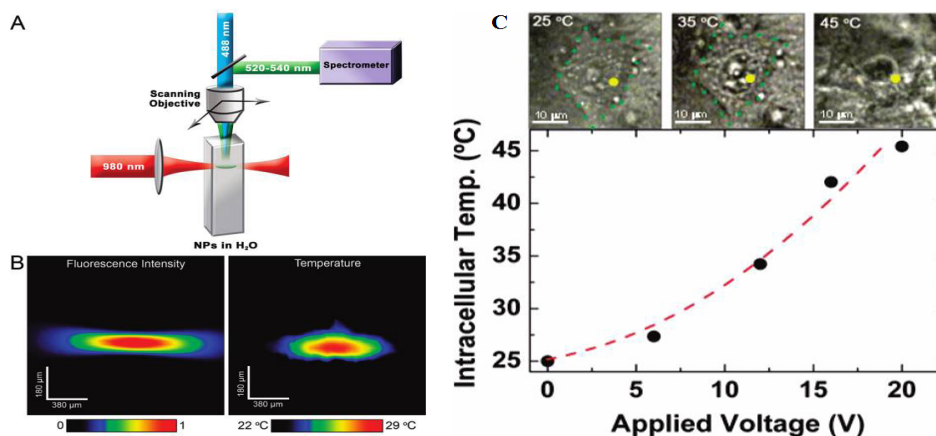 A
488 nm
520-540 nm
Spectrometer
Scanning
Objective
980 nm
NPs in H₂O
B
Fluorescence Intensity
Temperature
180 μm
380 μm
180 μm
380 μm
0
1
22 ºC
29 ºC
C
25 ºC
35 ºC
45 ºC
10 μm
10 μm
10 μm
Intracellular Temp. (ºC)
45
40
35
30
25
0
5
10
15
20
Applied Voltage (V)